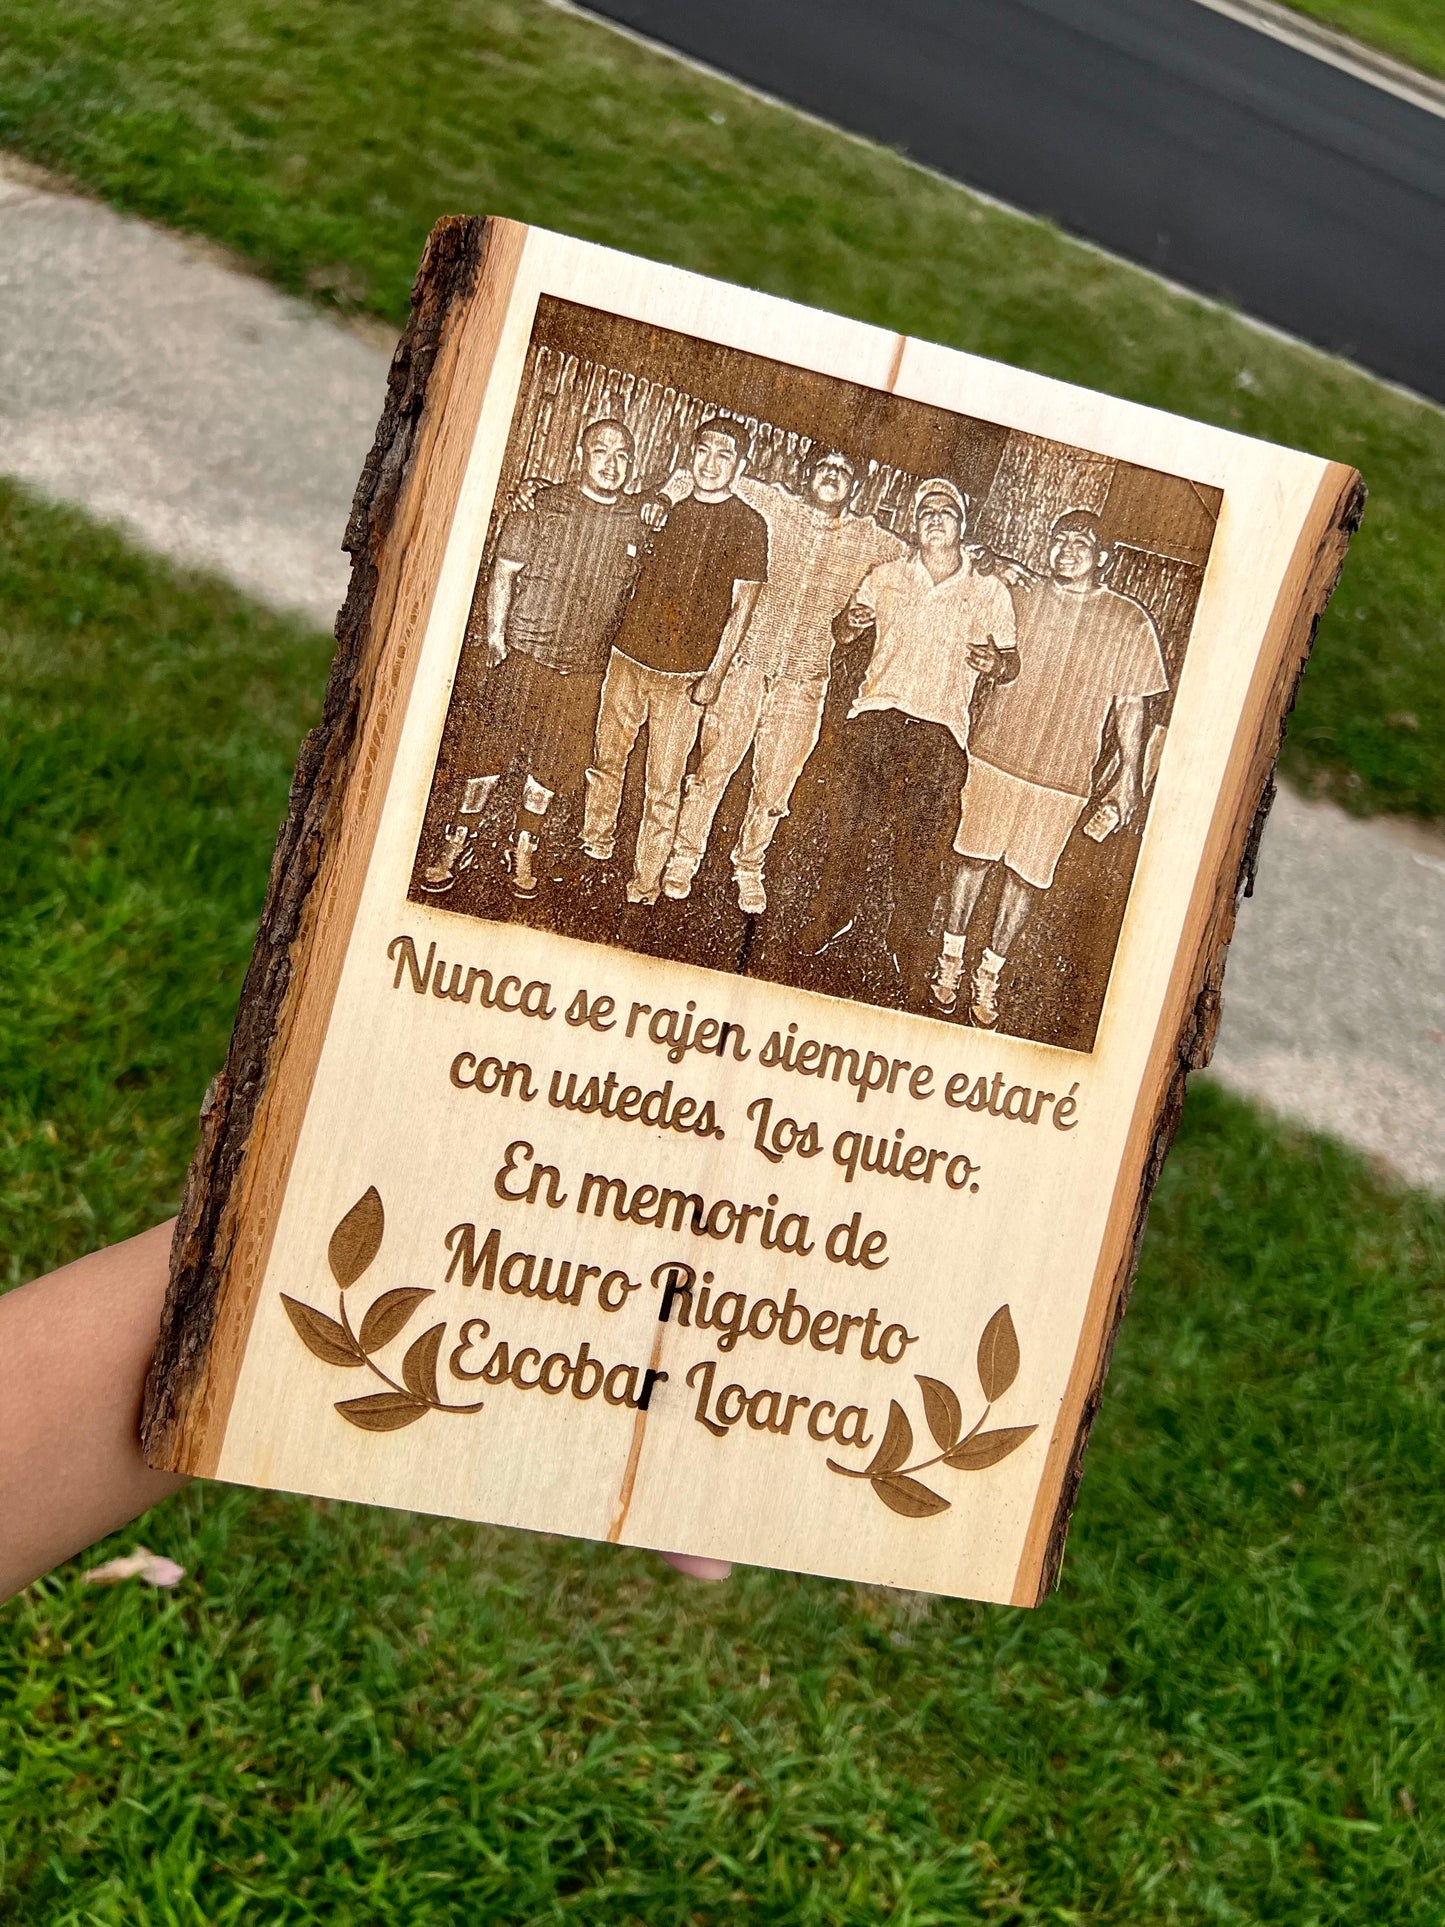 Nunca se rajen siempre estaré
con ustedes. Los quiero.
En memoria de
Mauro Rigoberto
Escobar Loarca